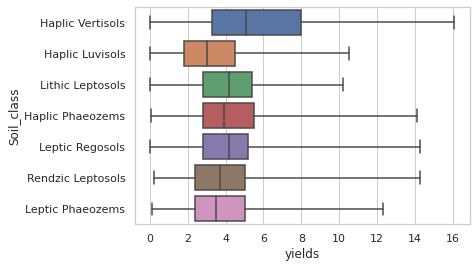 Haplic Vertisols
Haplic Luvisols
Lithic Leptosols
Haplic Phaeozems
Leptic Regosols
Rendzic Leptosols
Leptic Phaeozems
Soil_class
0 2 4 6 8 10 12 14 16
yields